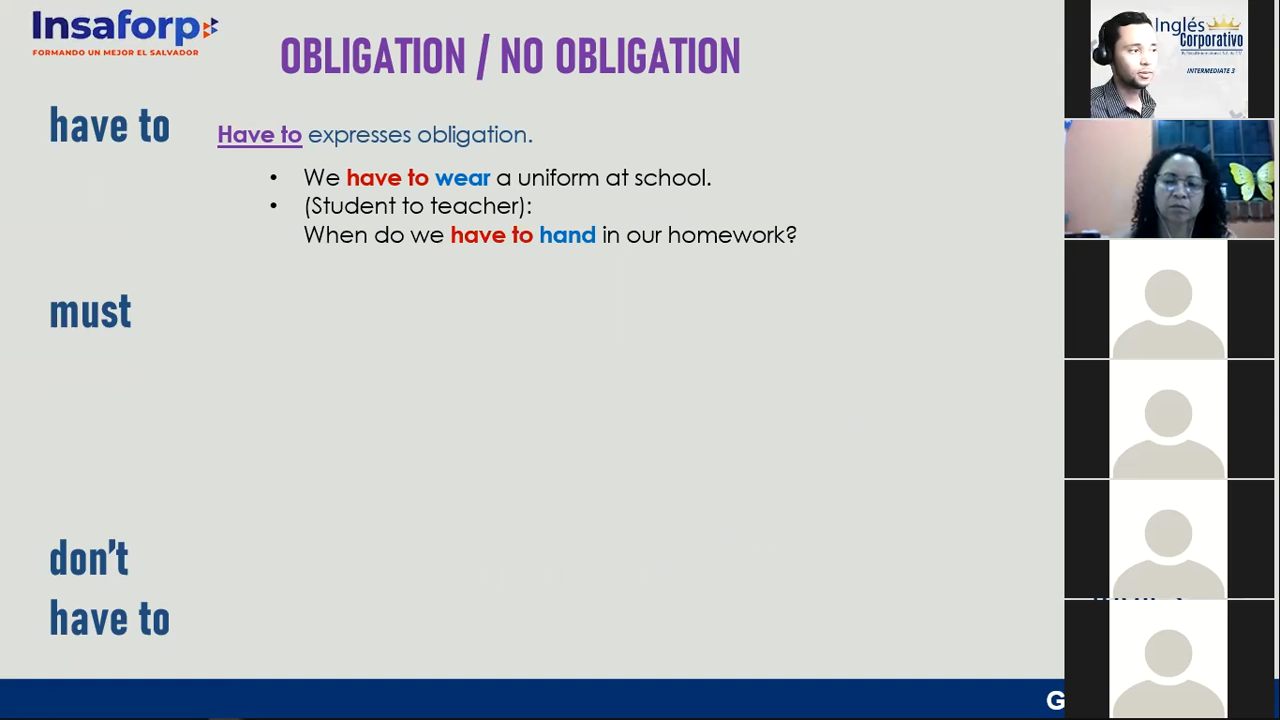 Insaforp
FORMANDO UN MEJOR EL SALVADOR
OBLIGATION / NO OBLIGATION
have to
Have to expresses obligation.
• We have to wear a uniform at school.
• (Student to teacher):
When do we have to hand in our homework?
must
don't
have to
G
Inglés
Corporativo
INTERMEDIATE 3